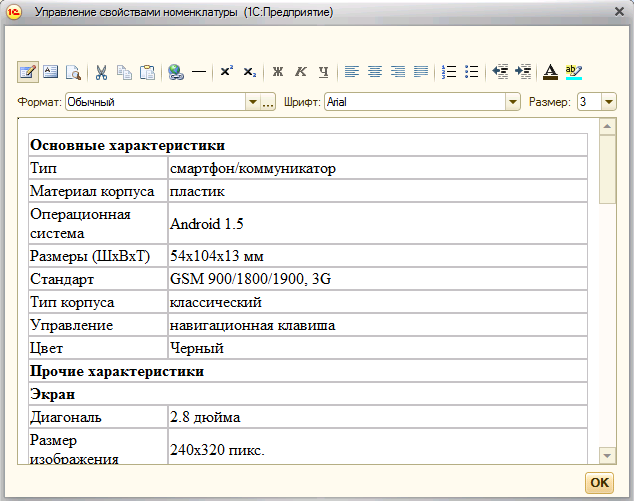 Управление свойствами номенклатуры (1С:Предприятие)
Ж К Ч
Формат: Обычный ... Шрифт: Arial Размер: 3
Основные характеристики
Тип смартфон/коммуникатор
Материал корпуса пластик
Операционная
система Android 1.5
Размеры (ШxВxТ) 54x104x13 мм
Стандарт GSM 900/1800/1900, 3G
Тип корпуса классический
Управление навигационная клавиша
Цвет Черный
Прочие характеристики
Экран
Диагональ 2.8 дюйма
Размер
изображения 240x320 пикс.
OK